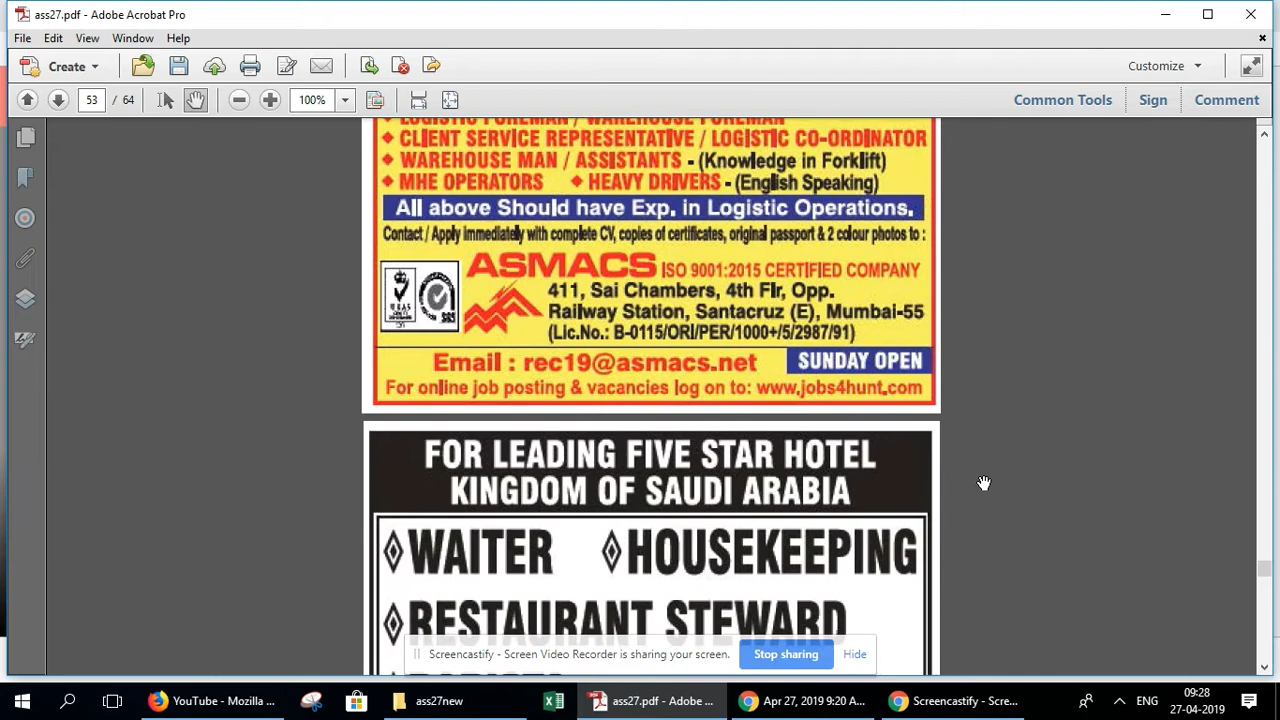 ass27.pdf - Adobe Acrobat Pro
File Edit View Window Help
Create Customize
53 / 64 100% Common Tools Sign Comment
LOGISTIC FOREMAN / WAREHOUSE FOREMAN
CLIENT SERVICE REPRESENTATIVE / LOGISTIC CO-ORDINATOR
WAREHOUSE MAN / ASSISTANTS - (Knowledge in Forklift)
MHE OPERATORS HEAVY DRIVERS - (English Speaking)
All above Should have Exp. in Logistic Operations.
Contact / Apply immediately with complete CV, copies of certificates, original passport & 2 colour photos to :
ASMACS ISO 9001:2015 CERTIFIED COMPANY
UKAS SGS
411, Sai Chambers, 4th Flr, Opp.
Railway Station, Santacruz (E), Mumbai-55
(Lic.No.: B-0115/ORI/PER/1000+/5/2987/91)
Email : rec19@asmacs.net SUNDAY OPEN
For online job posting & vacancies log on to: www.jobs4hunt.com
FOR LEADING FIVE STAR HOTEL
KINGDOM OF SAUDI ARABIA
WAITER HOUSEKEEPING
RESTAURANT STEWARD
Screencastify - Screen Video Recorder is sharing your screen. Stop sharing Hide
YouTube - Mozilla ... ass27new ass27.pdf - Adobe ... Apr 27, 2019 9:20 A... Screencastify - Scre... ENG 09:28
27-04-2019